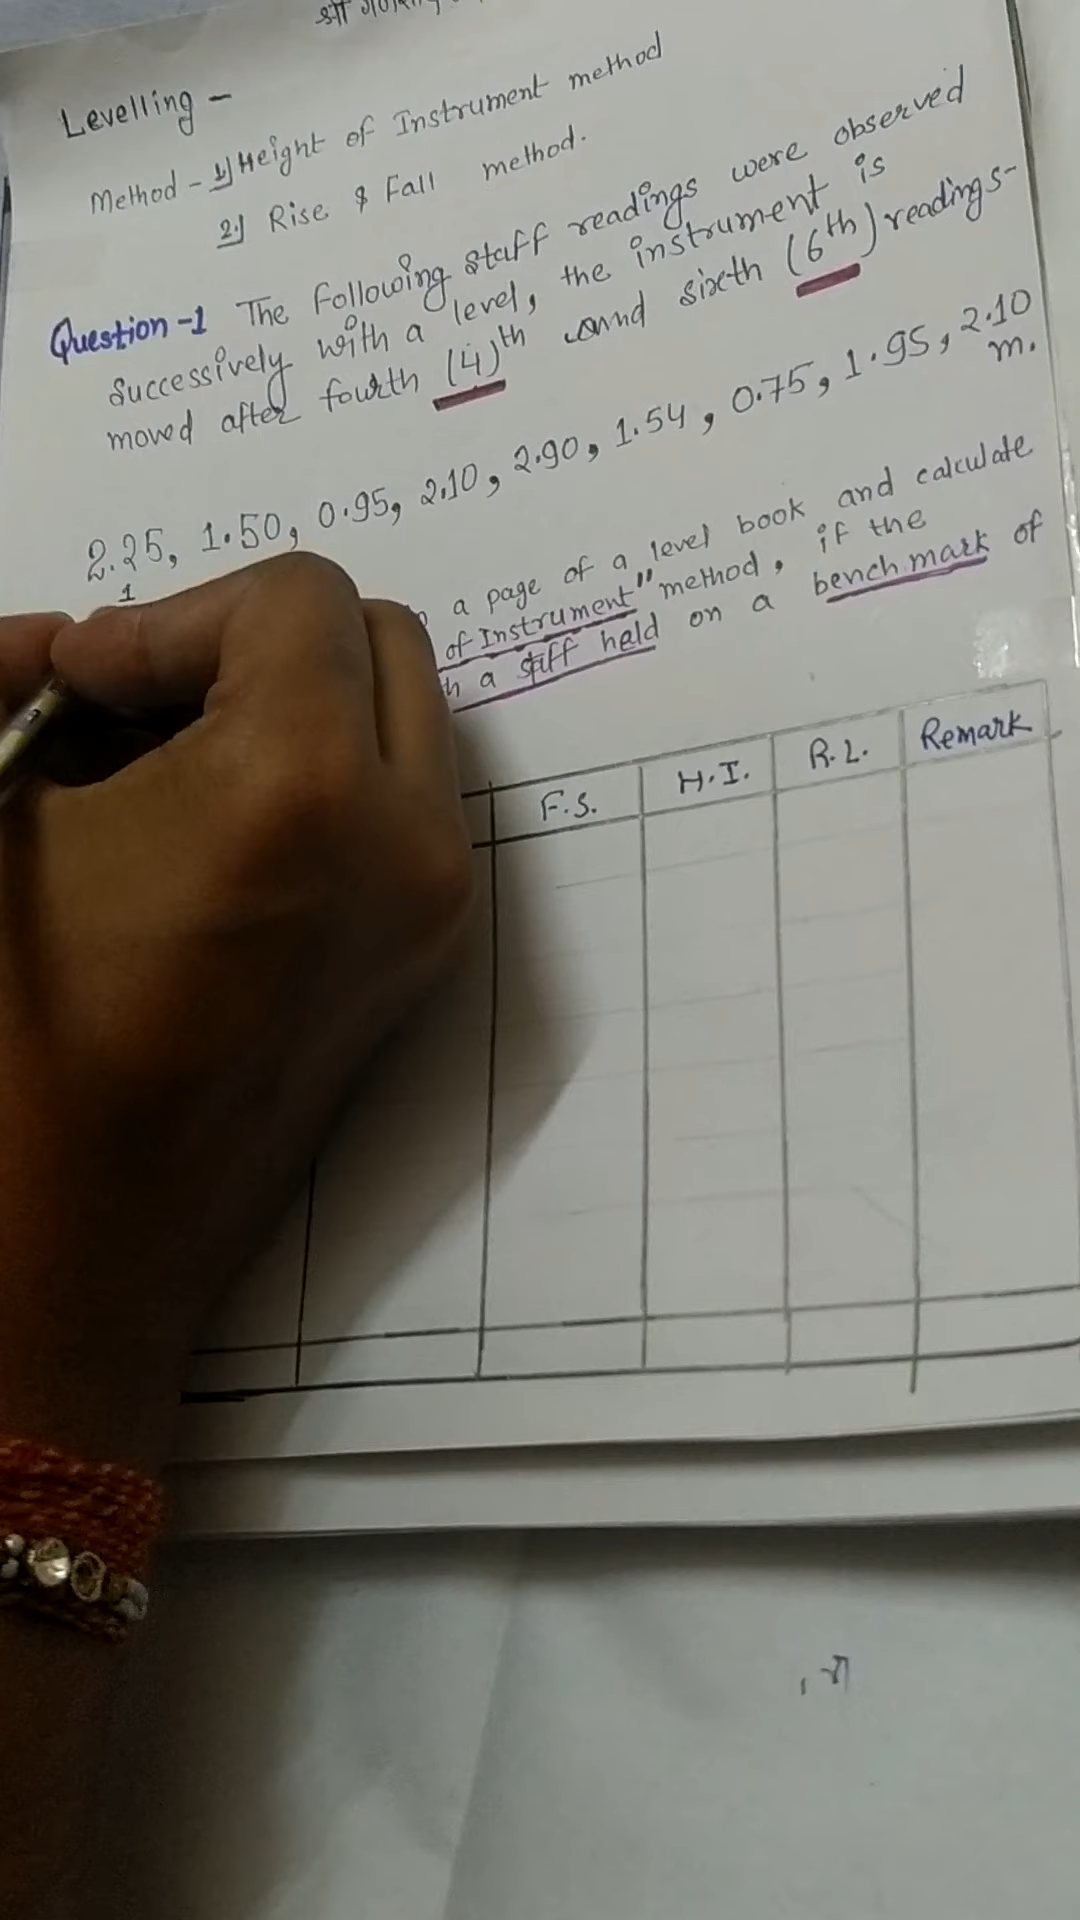 श्री
Levelling -
Method - 1) Height of Instrument method
2.) Rise & Fall method.
Question -1 The following staff readings were observed
Successively with a level, the instrument is
moved after fourth (4)th and sixth (6th) readings-
2.25, 1.50, 0.95, 2.10, 2.90, 1.54, 0.75, 1.95, 2.10 m.
1
a page of a level book and calculate
of Instrument" method, if the
a staff held on a bench mark of
F.S. H.I. R.L. Remark